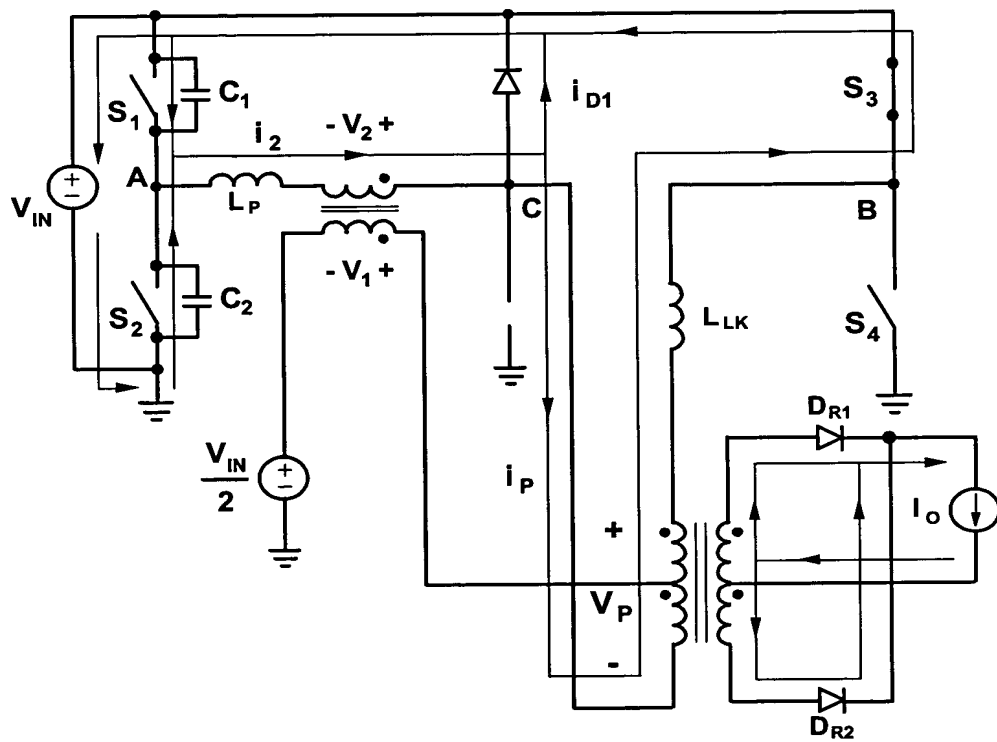 S1
C1
i2
- V2 +
iD1
S3
VIN
A
LP
C
B
- V1 +
S2
C2
LLK
S4
VIN
2
iP
+
VP
-
DR1
IO
DR2